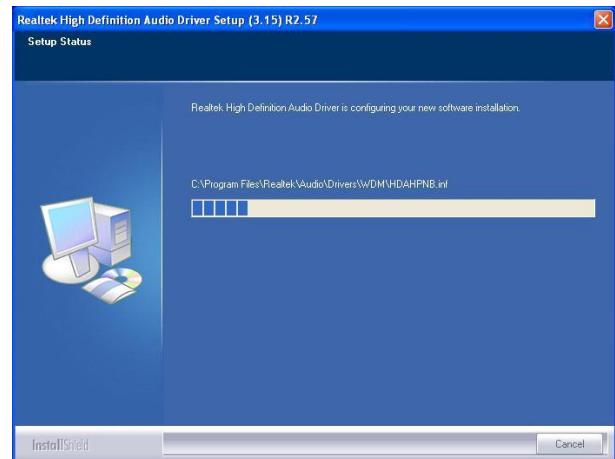 Realtek High Definition Audio Driver Setup (3.15) R2.57
Setup Status
Realtek High Definition Audio Driver is configuring your new software installation.
C:\Program Files\Realtek\Audio\Drivers\WDM\HDAHPNB.inf
InstallShield
Cancel